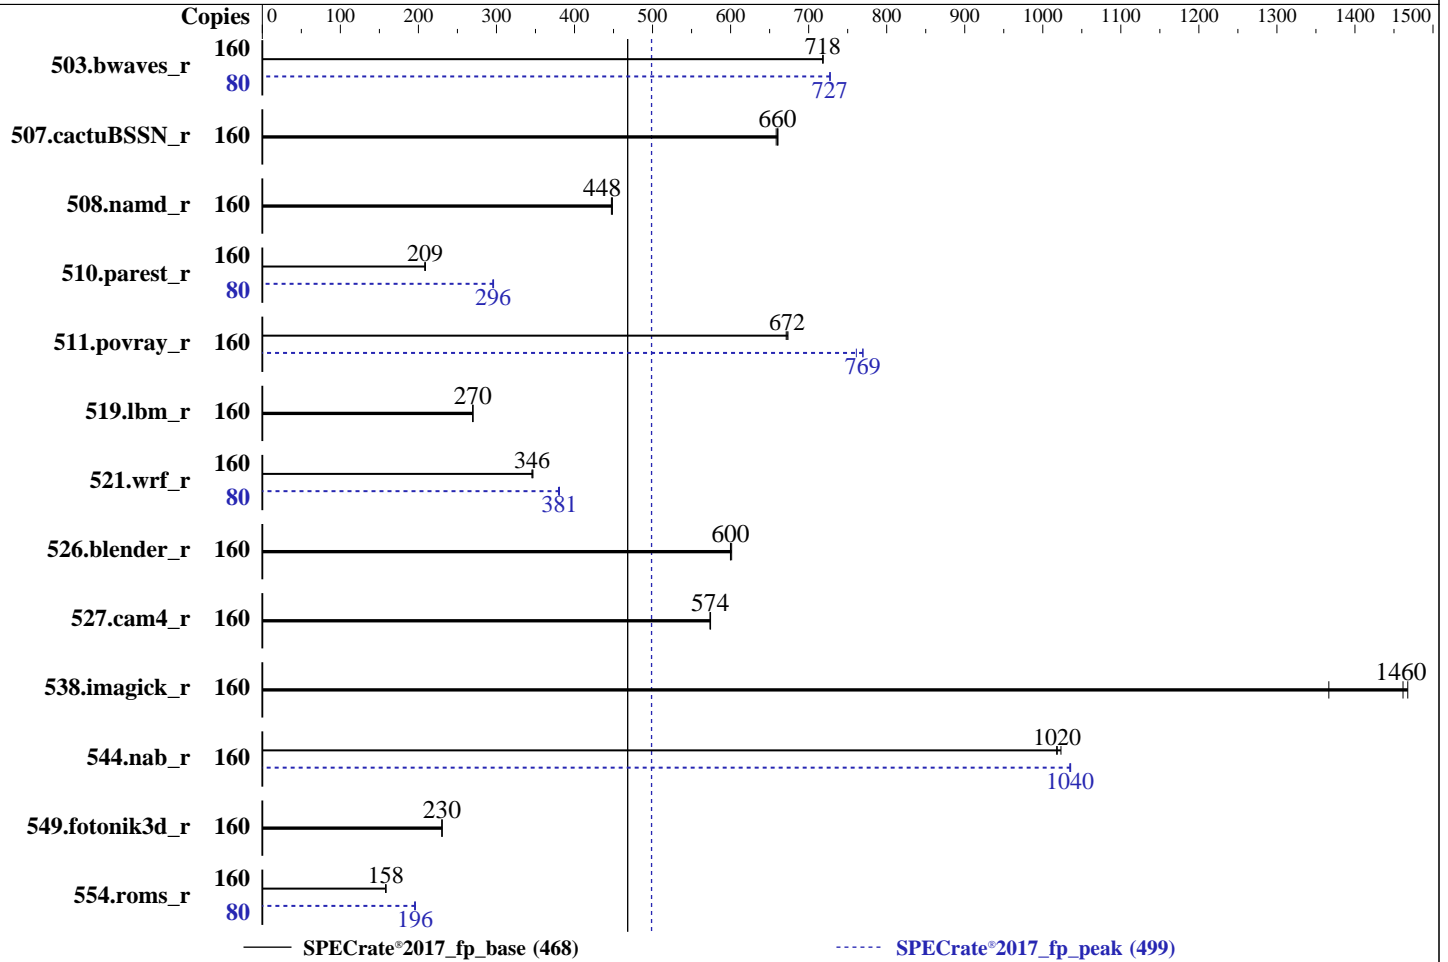 Copies 0 100 200 300 400 500 600 700 800 900 1000 1100 1200 1300 1400 1500
503.bwaves_r 160 718
80 727
507.cactuBSSN_r 160 660
508.namd_r 160 448
510.parest_r 160 209
80 296
511.povray_r 160 672
769
519.lbm_r 160 270
521.wrf_r 160 346
80 381
526.blender_r 160 600
527.cam4_r 160 574
538.imagick_r 160 1460
544.nab_r 160 1020
1040
549.fotonik3d_r 160 230
554.roms_r 160 158
80 196
SPECrate®2017_fp_base (468) SPECrate®2017_fp_peak (499)